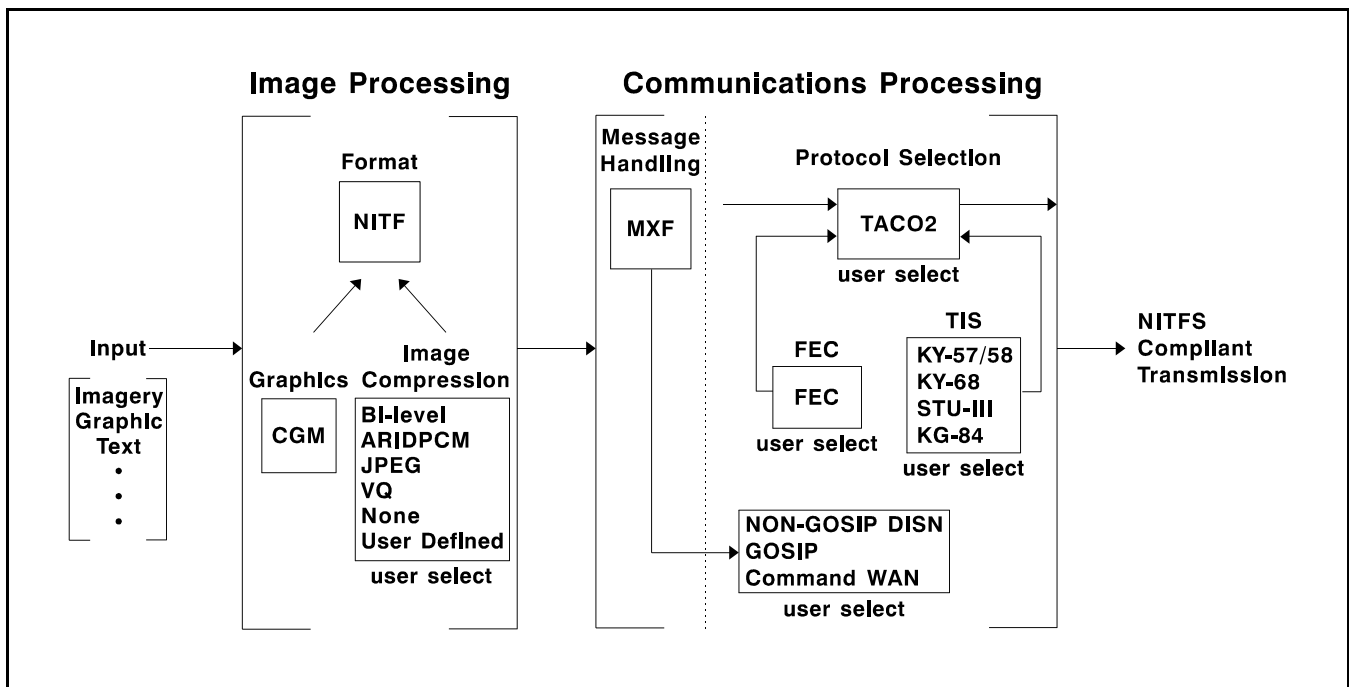 Image Processing
Communications Processing
Format
NITF
Input
Imagery
Graphic
Text
Graphics
CGM
Image
Compression
Bi-level
ARIDPCM
JPEG
VQ
None
User Defined
user select
Message
Handling
MXF
Protocol Selection
TACO2
user select
FEC
FEC
user select
TIS
KY-57/58
KY-68
STU-III
KG-84
user select
NON-GOSIP DISN
GOSIP
Command WAN
user select
NITFS
Compliant
Transmission